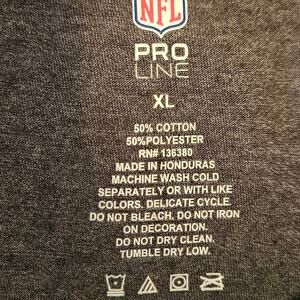 NFL
PRO
LINE
XL
50% COTTON
50%POLYESTER
RN# 136380
MADE IN HONDURAS
MACHINE WASH COLD
SEPARATELY OR WITH LIKE
COLORS. DELICATE CYCLE.
DO NOT BLEACH. DO NOT IRON
ON DECORATION.
DO NOT DRY CLEAN.
TUMBLE DRY LOW.